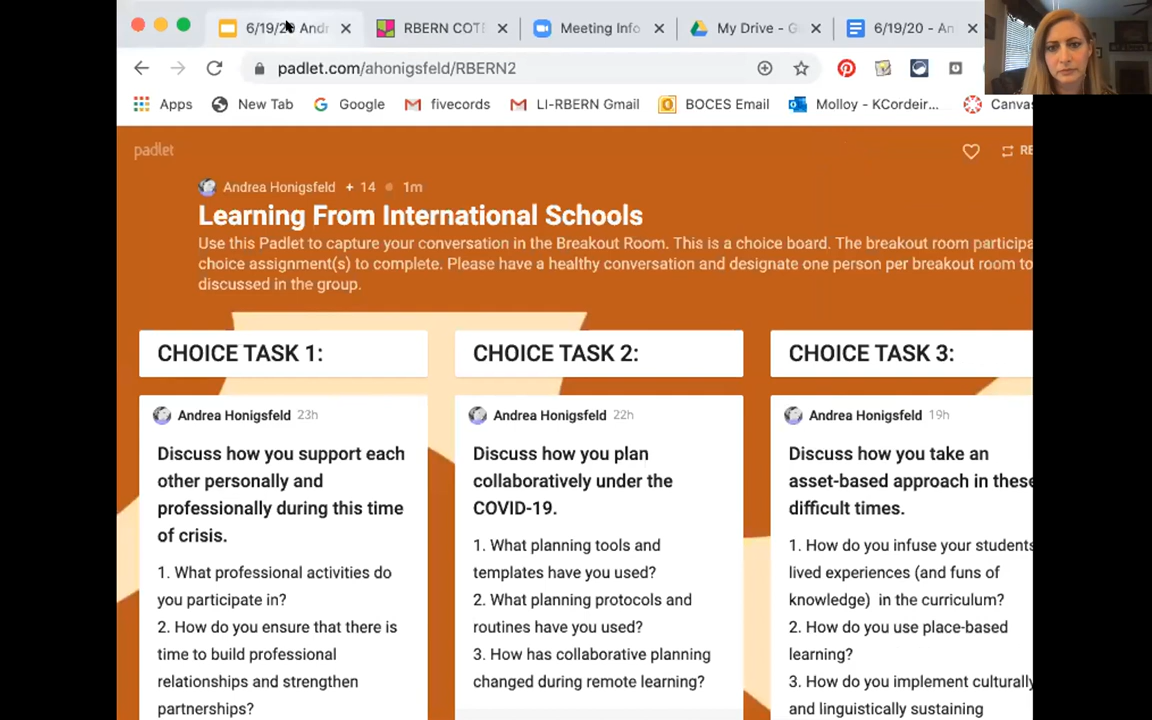 6/19/20 Andr
RBERN COTE
Meeting Info
My Drive - G
6/19/20 - An
padlet.com/ahonigsfeld/RBERN2
Apps
New Tab
Google
fivecords
LI-RBERN Gmail
BOCES Email
Molloy - KCordeir...
Canvas
padlet
RE
Andrea Honigsfeld + 14 1m
Learning From International Schools
Use this Padlet to capture your conversation in the Breakout Room. This is a choice board. The breakout room participa
choice assignment(s) to complete. Please have a healthy conversation and designate one person per breakout room to
discussed in the group.
CHOICE TASK 1:
Andrea Honigsfeld 23h
Discuss how you support each
other personally and
professionally during this time
of crisis.
1. What professional activities do
you participate in?
2. How do you ensure that there is
time to build professional
relationships and strengthen
partnerships?
CHOICE TASK 2:
Andrea Honigsfeld 22h
Discuss how you plan
collaboratively under the
COVID-19.
1. What planning tools and
templates have you used?
2. What planning protocols and
routines have you used?
3. How has collaborative planning
changed during remote learning?
CHOICE TASK 3:
Andrea Honigsfeld 19h
Discuss how you take an
asset-based approach in these
difficult times.
1. How do you infuse your students
lived experiences (and funs of
knowledge) in the curriculum?
2. How do you use place-based
learning?
3. How do you implement culturally
and linguistically sustaining